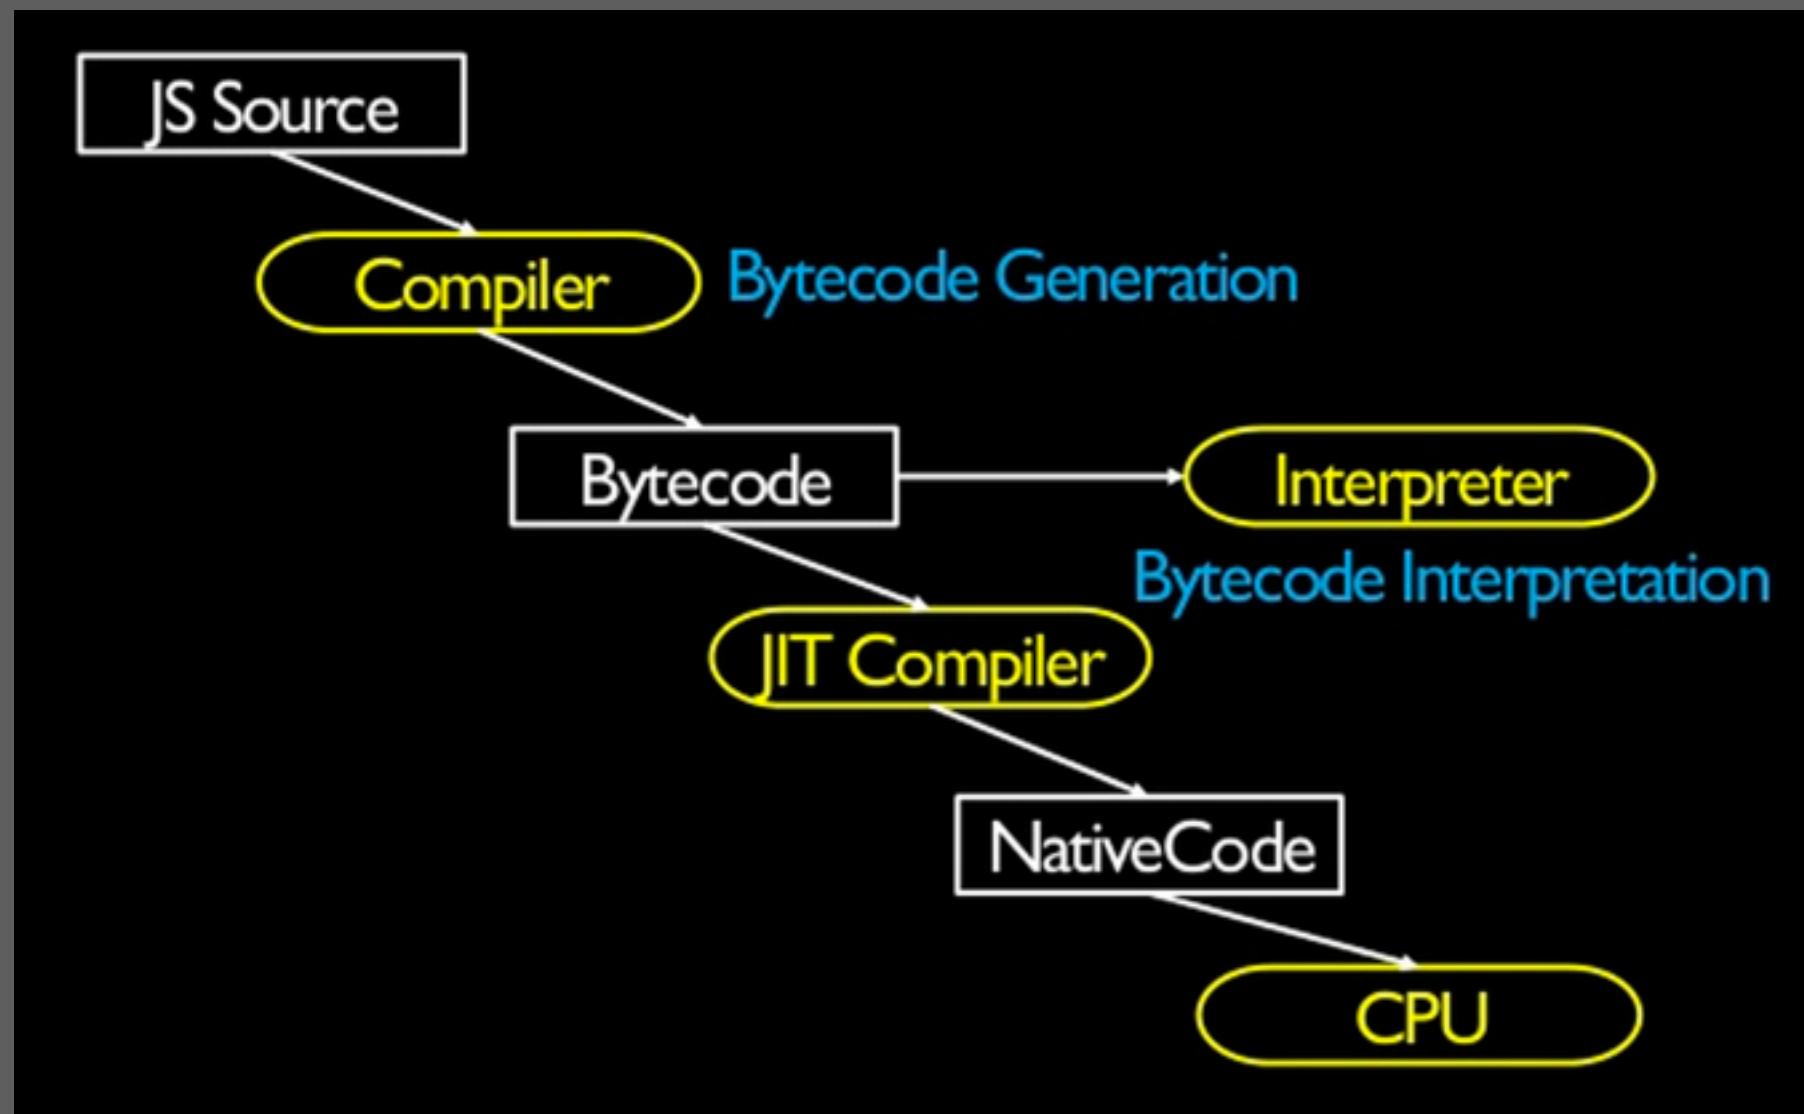 JS Source
Compiler
Bytecode Generation
Bytecode
Interpreter
Bytecode Interpretation
JIT Compiler
NativeCode
CPU